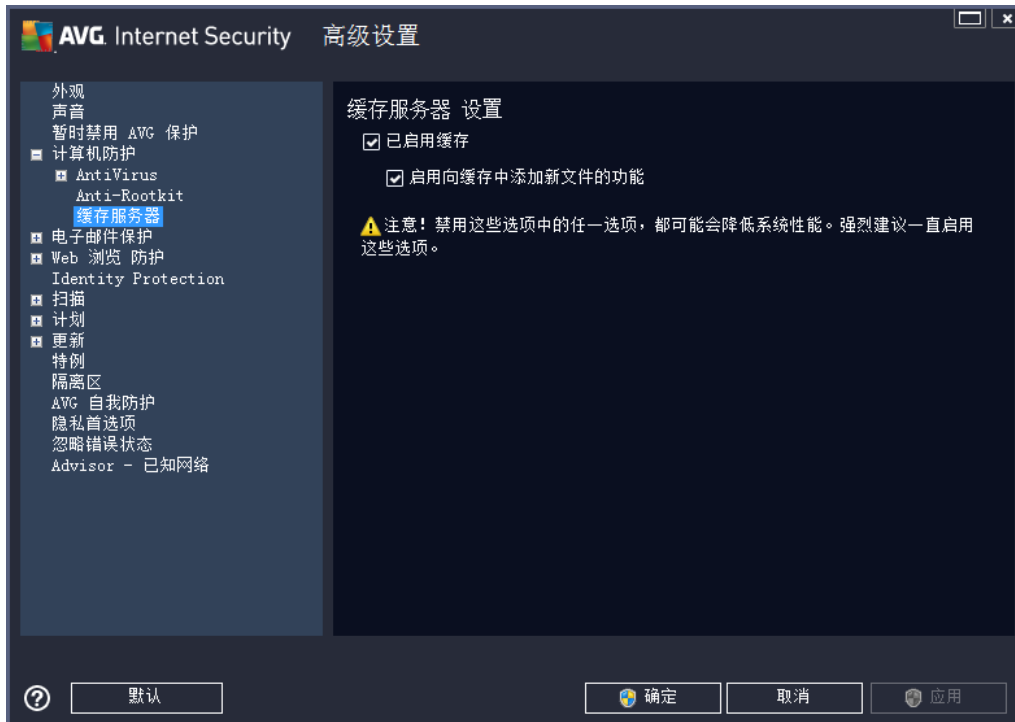 AVG. Internet Security 高级设置
外观
声音
暂时禁用 AVG 保护
计算机防护
AntiVirus
Anti-Rootkit
缓存服务器
电子邮件保护
Web 浏览 防护
Identity Protection
扫描
计划
更新
特例
隔离区
AVG 自我防护
隐私首选项
忽略错误状态
Advisor - 已知网络
缓存服务器 设置
已启用缓存
启用向缓存中添加新文件的功能
注意！禁用这些选项中的任一选项，都可能会降低系统性能。强烈建议一直启用
这些选项。
默认
确定
取消
应用